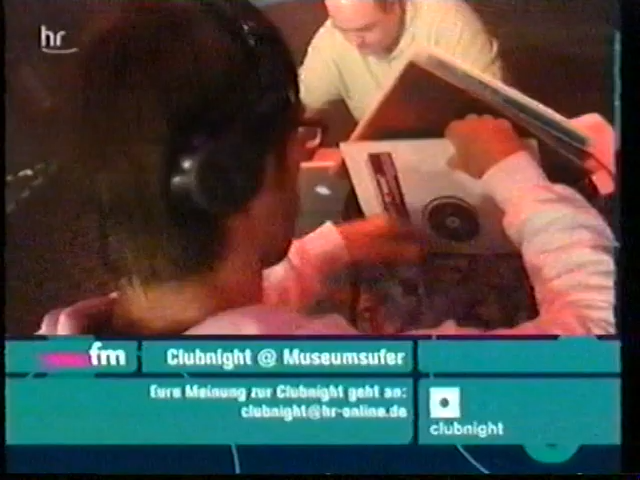 hr
fm
Clubnight @ Museumsufer
Eure Meinung zur Clubnight geht an:
clubnight@hr-online.de
clubnight